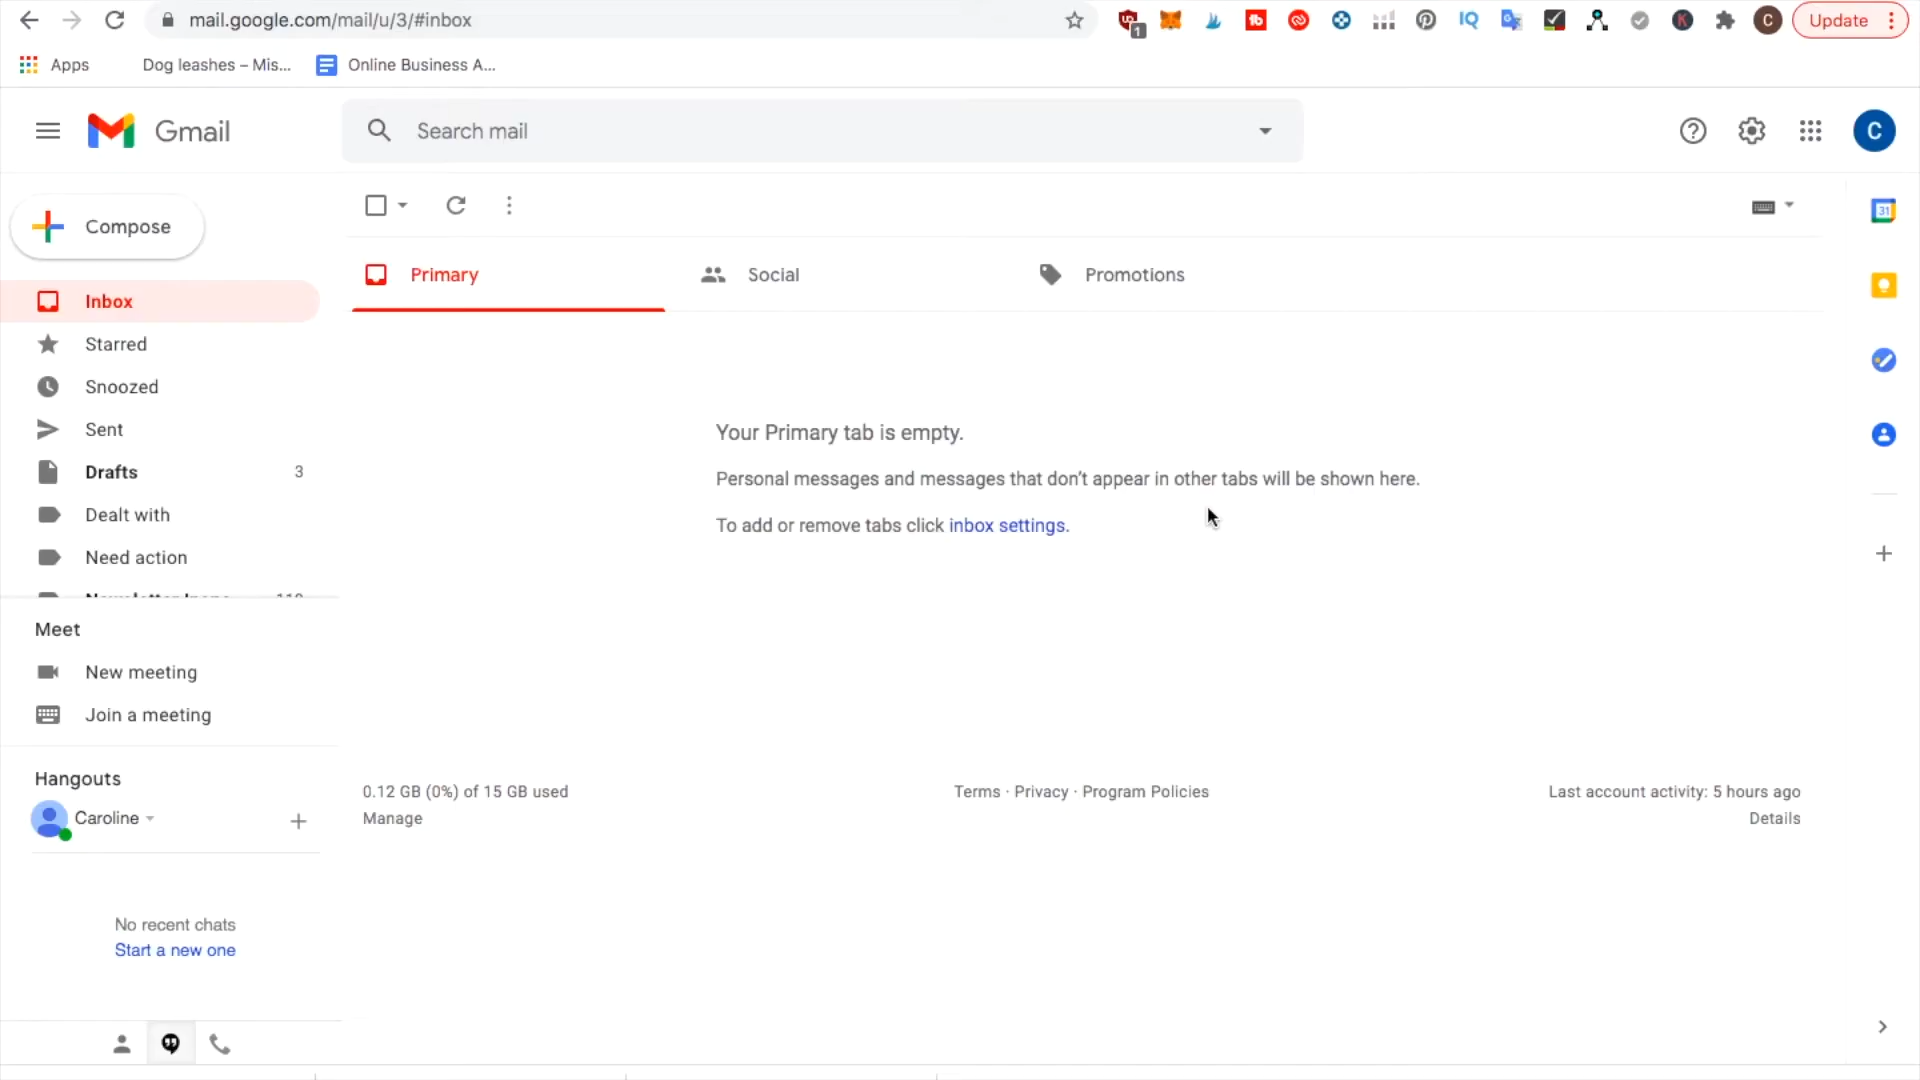 mail.google.com/mail/u/3/#inbox
1
tb
IQ
K
C
Update
Apps
Dog leashes – Mis...
Online Business A...
Gmail
Search mail
C
Compose
31
Primary
Social
Promotions
Inbox
Starred
Snoozed
Sent
Drafts 3
Dealt with
Need action
Your Primary tab is empty.
Personal messages and messages that don't appear in other tabs will be shown here.
To add or remove tabs click inbox settings.
Meet
New meeting
Join a meeting
Hangouts
Caroline
No recent chats
Start a new one
0.12 GB (0%) of 15 GB used
Manage
Terms · Privacy · Program Policies
Last account activity: 5 hours ago
Details